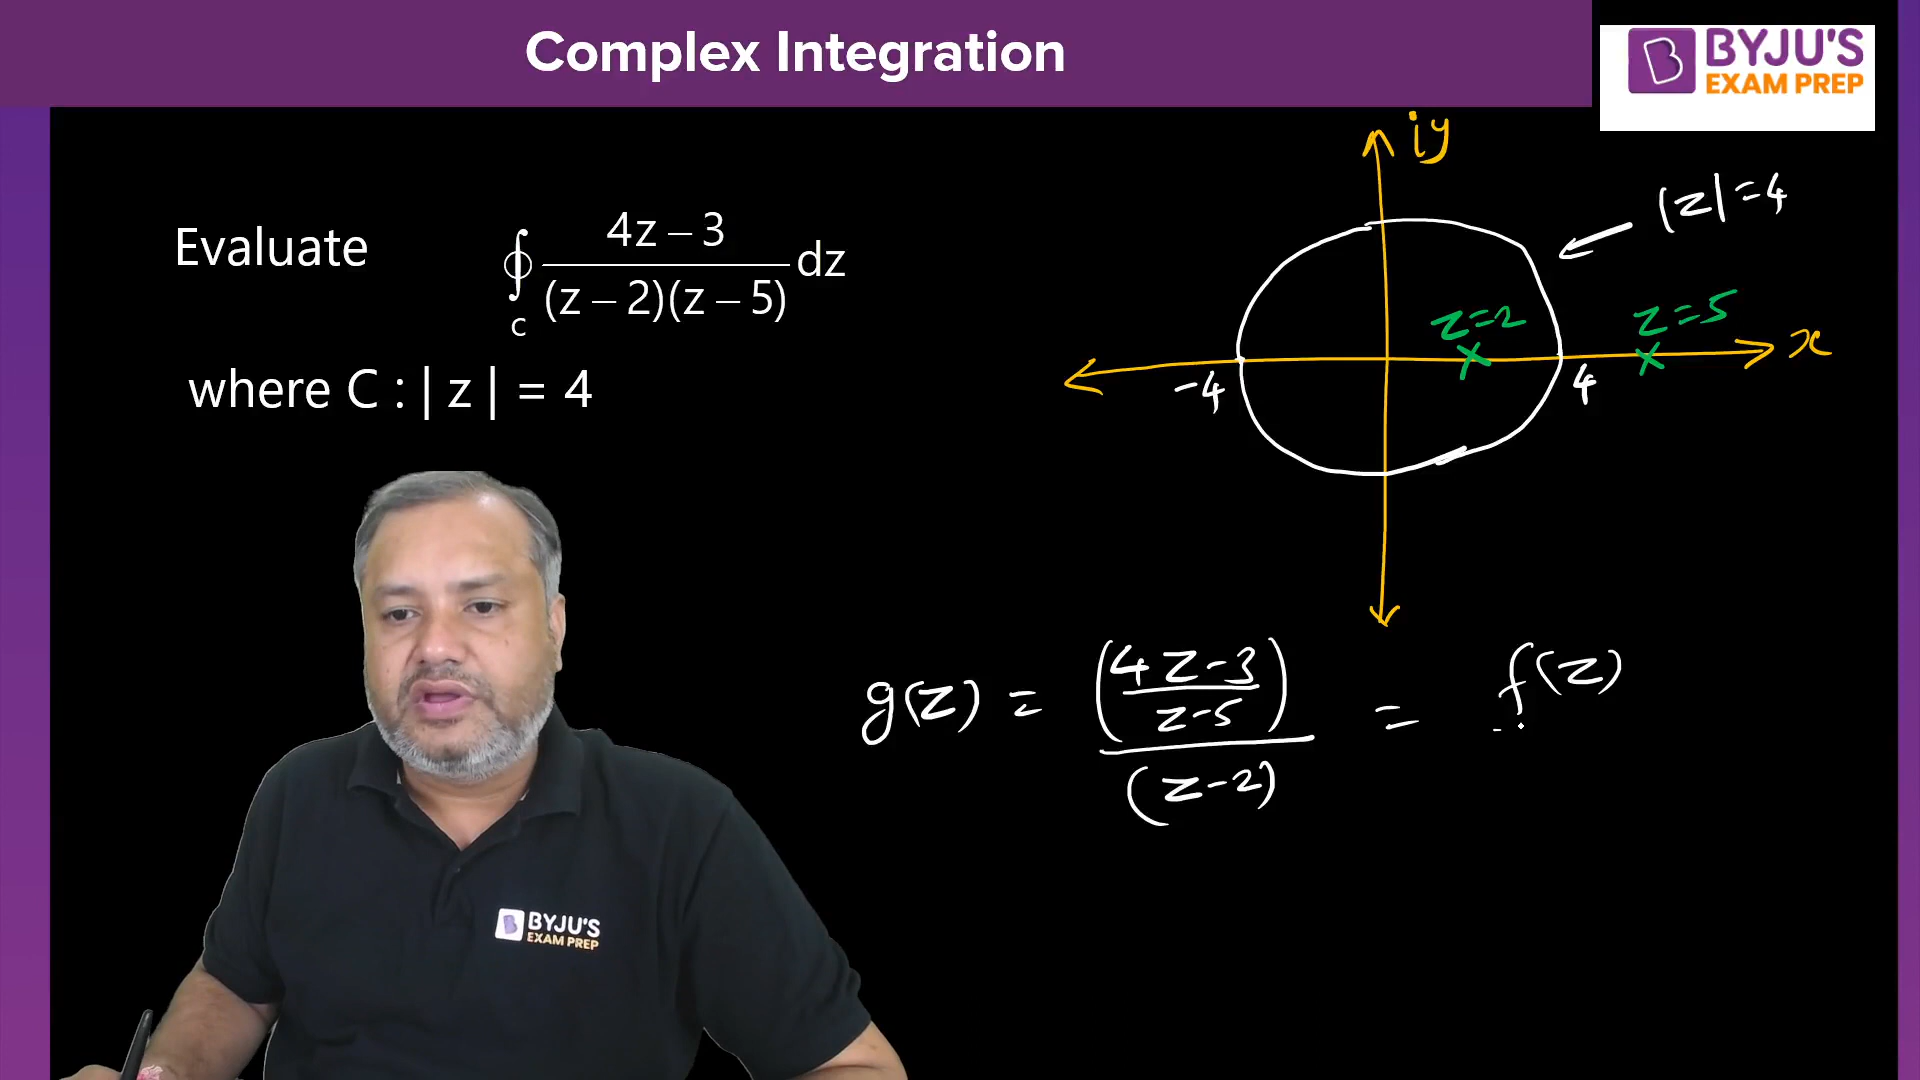 Complex Integration
BYJU'S
EXAM PREP
Evaluate ∮_c (4z – 3)/((z – 2)(z – 5)) dz
where C : | z | = 4
iy
|z| = 4
z=2
z=5
x
-4
4
g(z) = ((4z-3)/(z-5))/(z-2) = f(z)
BYJU'S
EXAM PREP